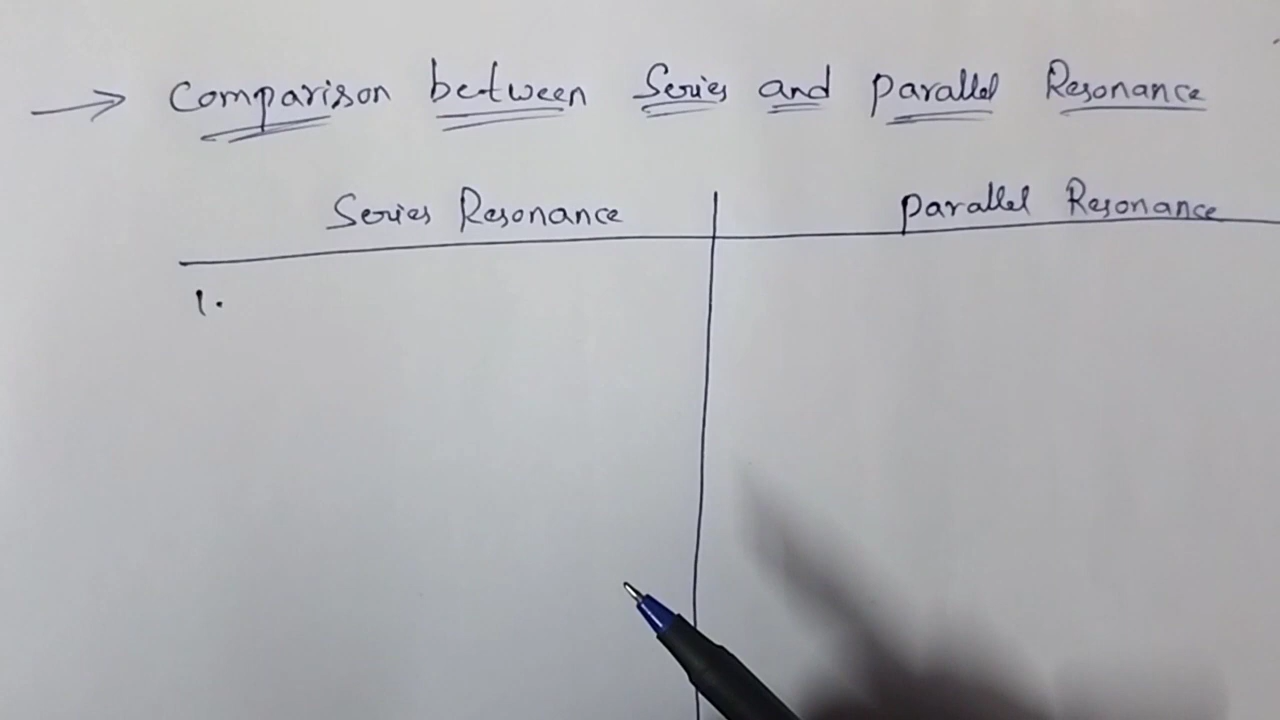 → Comparison between Series and parallel Resonance
Series Resonance
parallel Resonance
1.